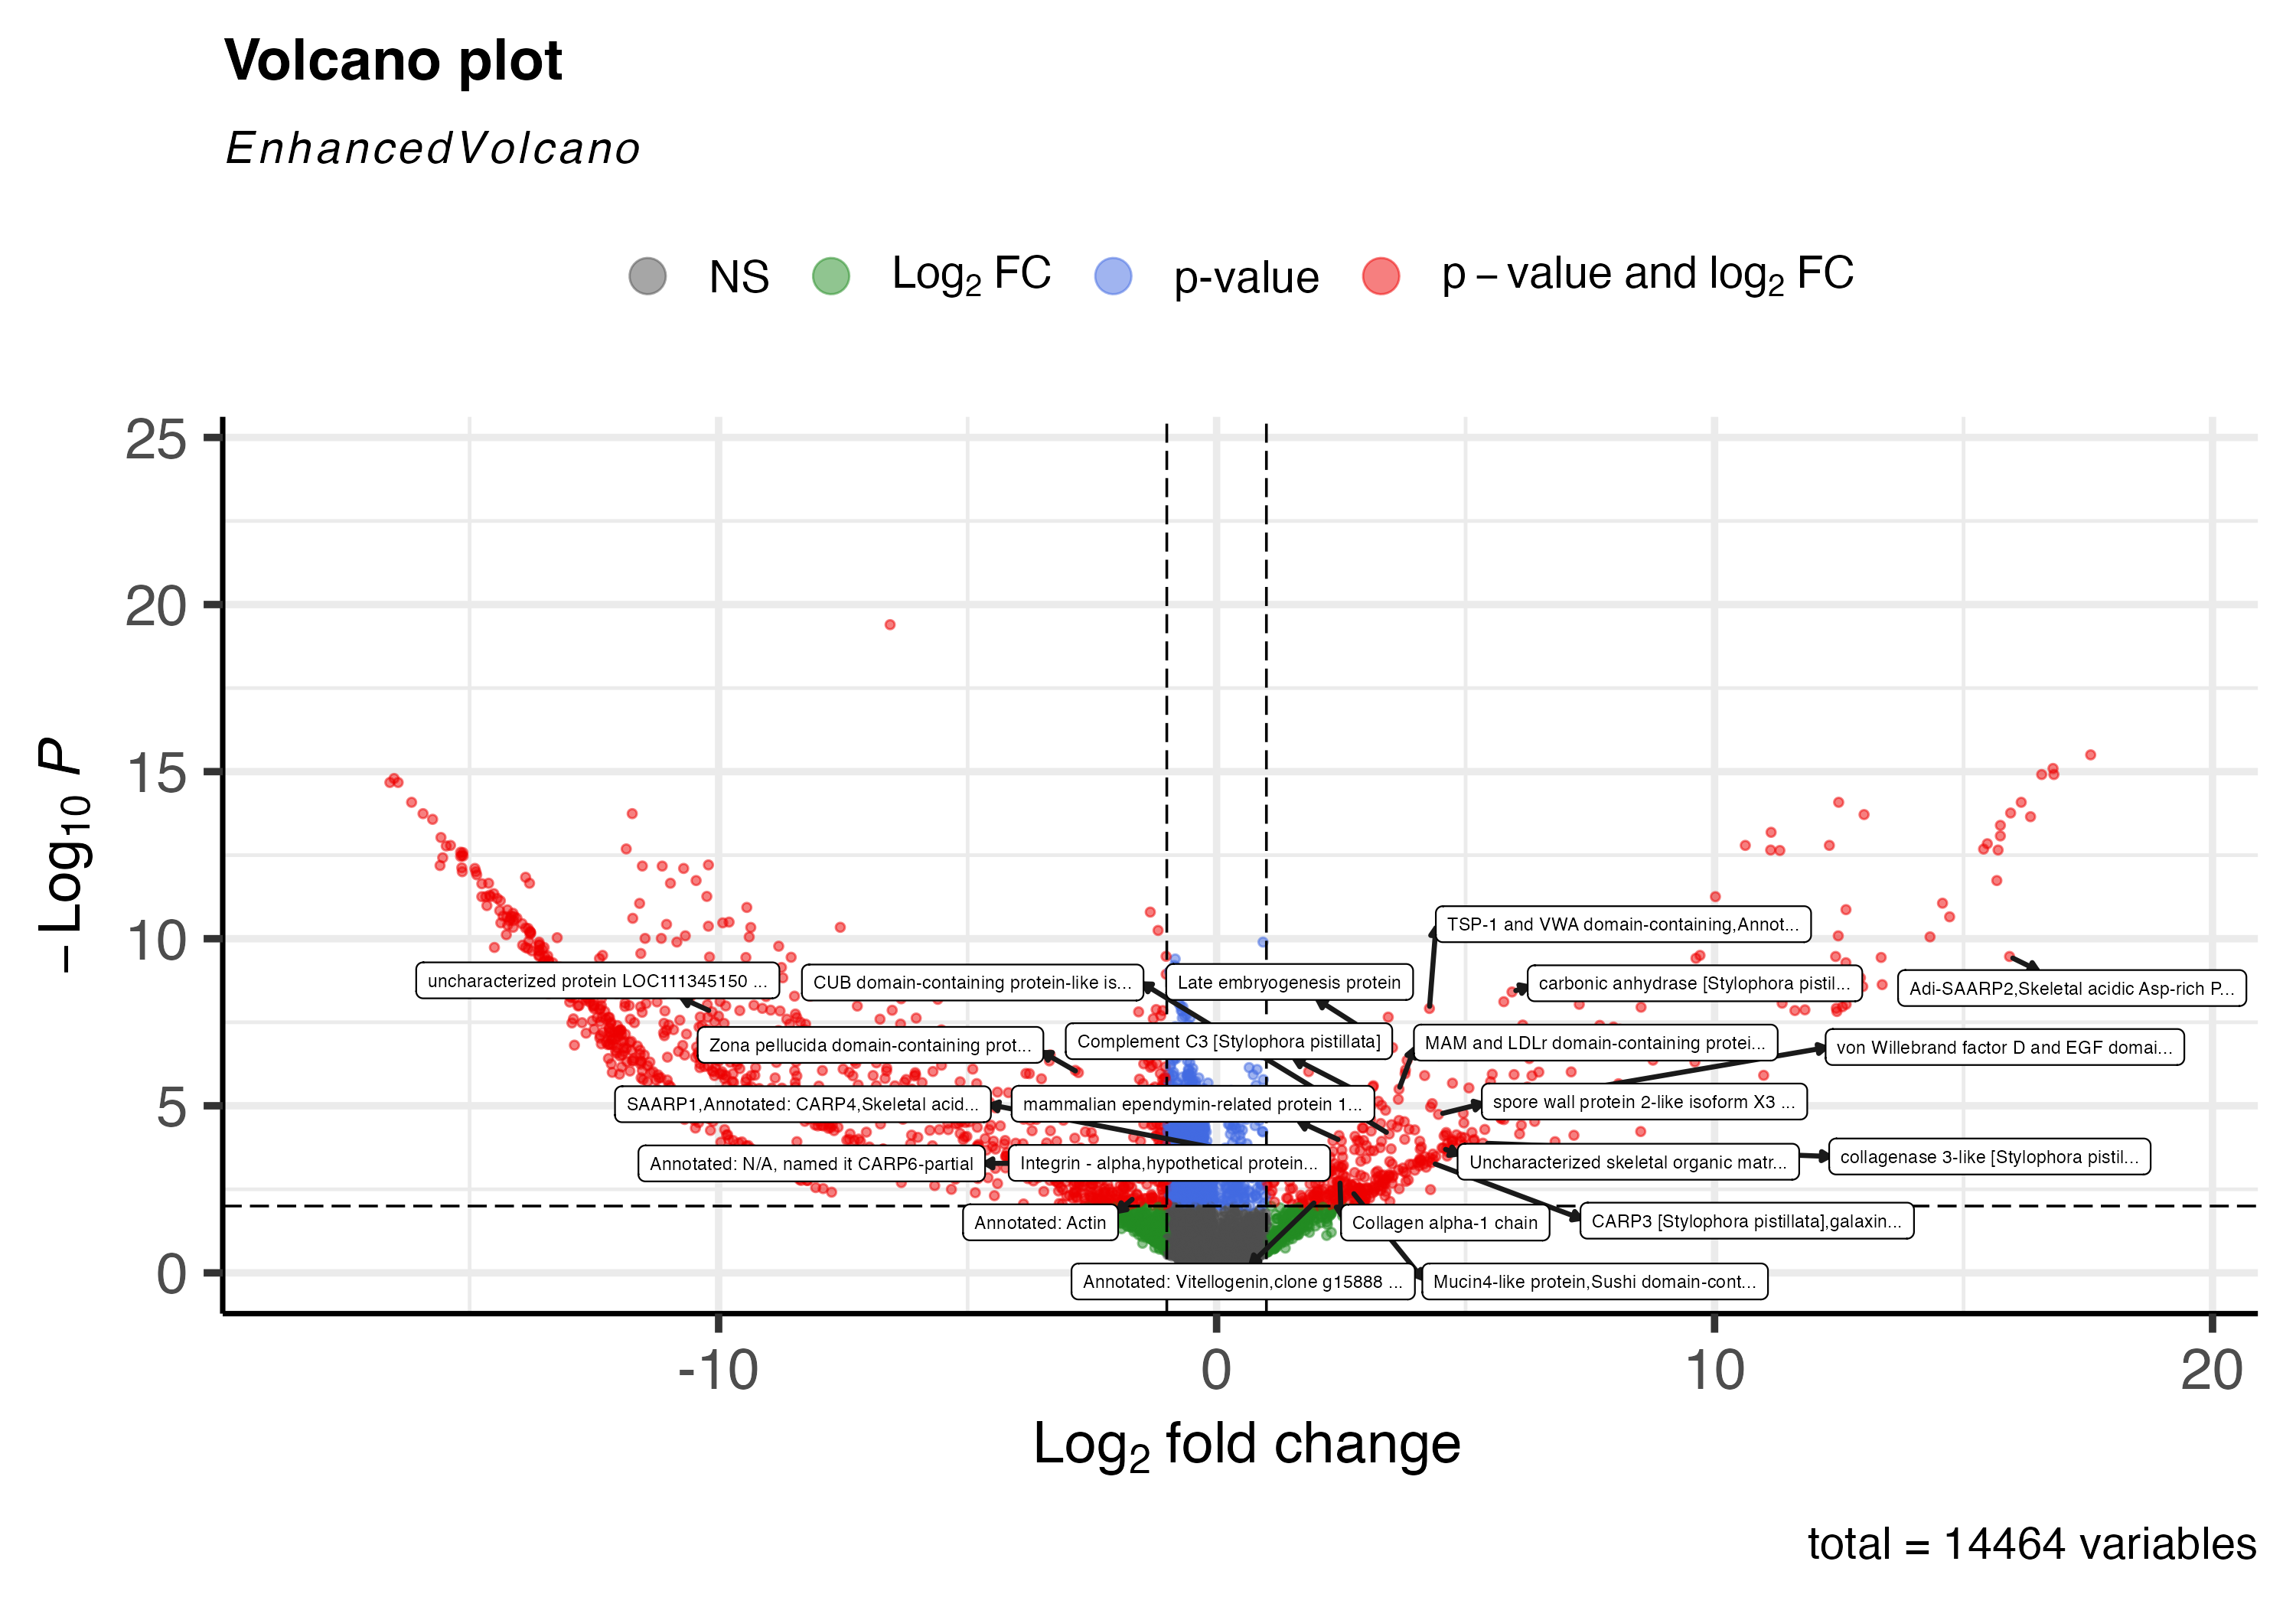 Volcano plot
EnhancedVolcano
NS Log2 FC p-value p − value and log2 FC
25
20
15
10
5
0
−Log10 P
TSP-1 and VWA domain-containing,Annot...
uncharacterized protein LOC111345150 ...
CUB domain-containing protein-like is...
Late embryogenesis protein
carbonic anhydrase [Stylophora pistil...
Adi-SAARP2,Skeletal acidic Asp-rich P...
Zona pellucida domain-containing prot...
Complement C3 [Stylophora pistillata]
MAM and LDLr domain-containing protei...
von Willebrand factor D and EGF domai...
SAARP1,Annotated: CARP4,Skeletal acid...
mammalian ependymin-related protein 1...
spore wall protein 2-like isoform X3 ...
Annotated: N/A, named it CARP6-partial
Integrin - alpha,hypothetical protein...
Uncharacterized skeletal organic matr...
collagenase 3-like [Stylophora pistil...
Annotated: Actin
Collagen alpha-1 chain
CARP3 [Stylophora pistillata],galaxin...
Annotated: Vitellogenin,clone g15888 ...
Mucin4-like protein,Sushi domain-cont...
-10 0 10 20
Log2 fold change
total = 14464 variables